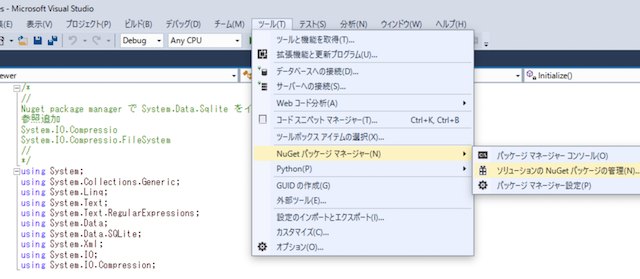 es - Microsoft Visual Studio
表示(V) プロジェクト(P) ビルド(B) デバッグ(D) チーム(M) ツール(T) テスト(S) 分析(N) ウィンドウ(W) ヘルプ(H)
Debug Any CPU
ewer
Initialize()
ツールと機能を取得(T)...
拡張機能と更新プログラム(U)...
データベースへの接続(D)...
サーバーへの接続(S)...
Web コード分析(A)
コード スニペット マネージャー(T)... Ctrl+K, Ctrl+B
ツールボックス アイテムの選択(X)...
NuGet パッケージ マネージャー(N)
Python(P)
GUID の作成(G)
外部ツール(E)...
設定のインポートとエクスポート(I)...
カスタマイズ(C)...
オプション(O)...
パッケージ マネージャー コンソール(O)
ソリューションの NuGet パッケージの管理(N)...
パッケージ マネージャー設定(P)
/*
//
Nuget package manager で System.Data.Sqlite をイ
参照追加
System.IO.Compressio
System.IO.Compressio.FileSystem
//
*/
using System;
using System.Collections.Generic;
using System.Linq;
using System.Text;
using System.Text.RegularExpressions;
using System.Data;
using System.Data.SQLite;
using System.Xml;
using System.IO;
using System.IO.Compression;